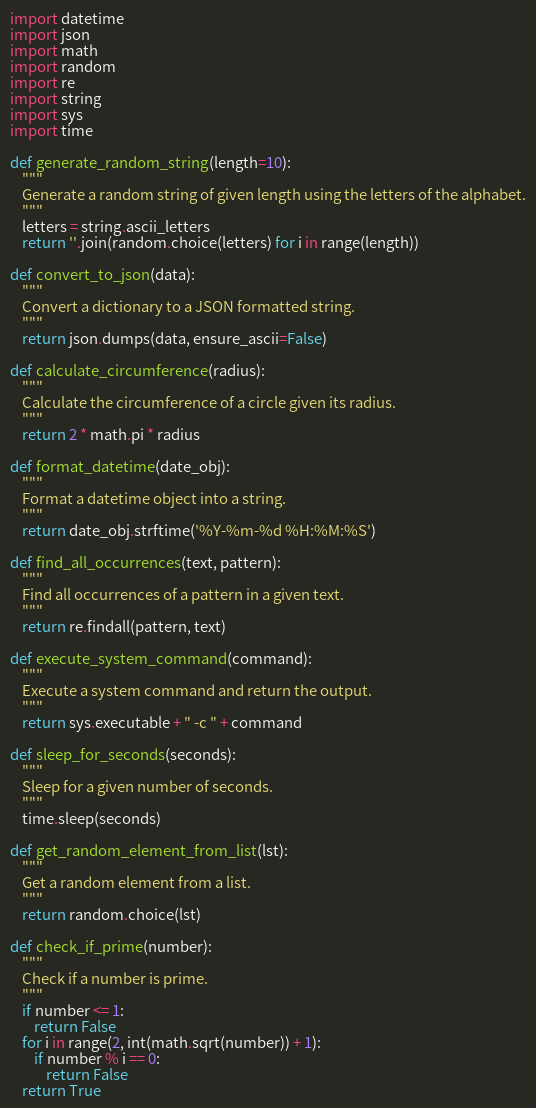 import datetime
import json
import math
import random
import re
import string
import sys
import time

def generate_random_string(length=10):
    """
    Generate a random string of given length using the letters of the alphabet.
    """
    letters = string.ascii_letters
    return ''.join(random.choice(letters) for i in range(length))

def convert_to_json(data):
    """
    Convert a dictionary to a JSON formatted string.
    """
    return json.dumps(data, ensure_ascii=False)

def calculate_circumference(radius):
    """
    Calculate the circumference of a circle given its radius.
    """
    return 2 * math.pi * radius

def format_datetime(date_obj):
    """
    Format a datetime object into a string.
    """
    return date_obj.strftime('%Y-%m-%d %H:%M:%S')

def find_all_occurrences(text, pattern):
    """
    Find all occurrences of a pattern in a given text.
    """
    return re.findall(pattern, text)

def execute_system_command(command):
    """
    Execute a system command and return the output.
    """
    return sys.executable + " -c " + command

def sleep_for_seconds(seconds):
    """
    Sleep for a given number of seconds.
    """
    time.sleep(seconds)

def get_random_element_from_list(lst):
    """
    Get a random element from a list.
    """
    return random.choice(lst)

def check_if_prime(number):
    """
    Check if a number is prime.
    """
    if number <= 1:
        return False
    for i in range(2, int(math.sqrt(number)) + 1):
        if number % i == 0:
            return False
    return True